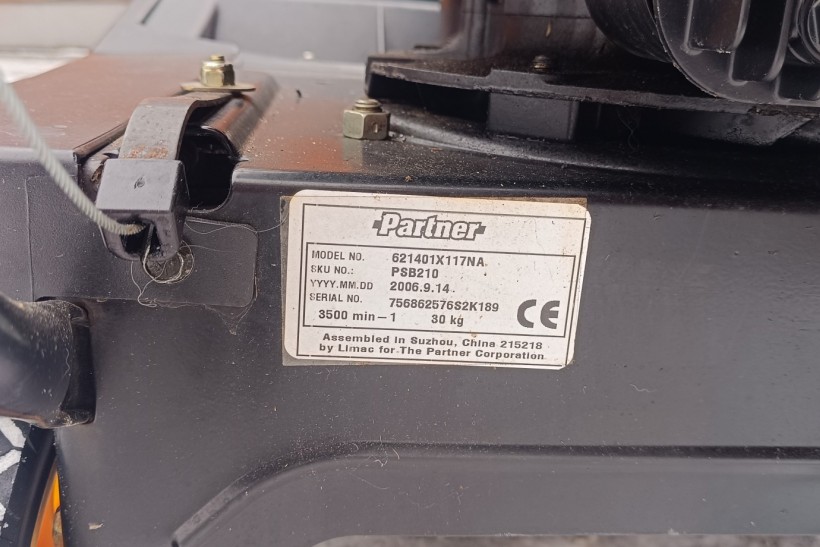 Partner
MODEL NO. 621401X117NA
SKU NO.: PSB210
YYYY.MM.DD 2006.9.14
SERIAL NO. 756862576S2K189
3500 min-1 30 kg
CE
Assembled in Suzhou, China 215218
by Limac for The Partner Corporation